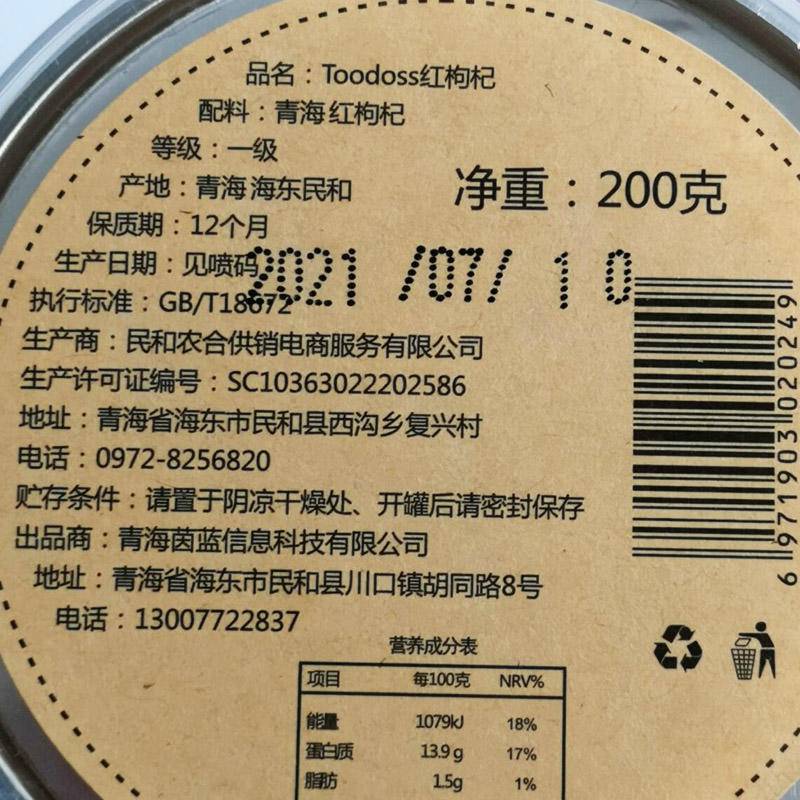 品名：Toodoss红枸杞
配料：青海红枸杞
等级：一级
产地：青海海东民和
净重：200克
保质期：12个月
生产日期：见喷码
2021 /07/ 10
执行标准：GB/T18672
生产商：民和农合供销电商服务有限公司
生产许可证编号：SC10363022202586
地址：青海省海东市民和县西沟乡复兴村
电话：0972-8256820
贮存条件：请置于阴凉干燥处、开罐后请密封保存
出品商：青海茵蓝信息科技有限公司
地址：青海省海东市民和县川口镇胡同路8号
电话：13007722837
6971903020249
营养成分表
项目 每100克 NRV%
能量 1079kJ 18%
蛋白质 13.9g 17%
脂肪 1.5g 1%